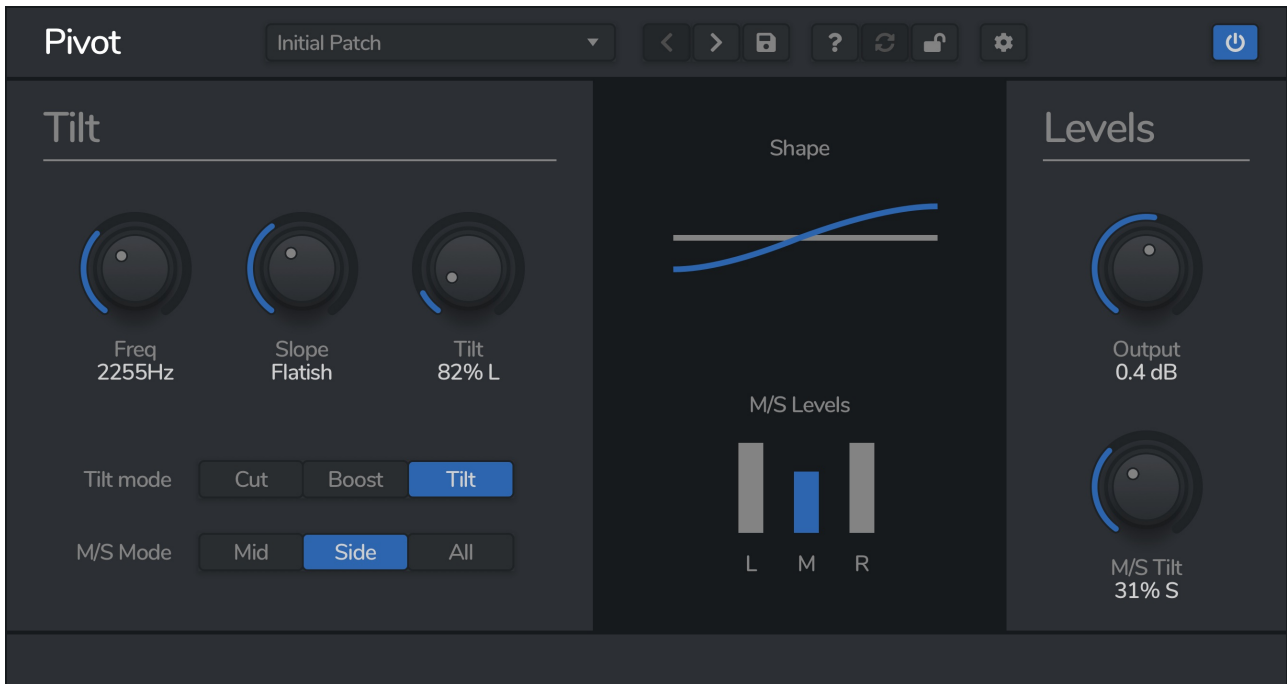 Pivot
Initial Patch
?
Tilt
Shape
Levels
Freq
2255Hz
Slope
Flatish
Tilt
82% L
Output
0.4 dB
M/S Levels
Tilt mode
Cut
Boost
Tilt
M/S Mode
Mid
Side
All
L M R
M/S Tilt
31% S